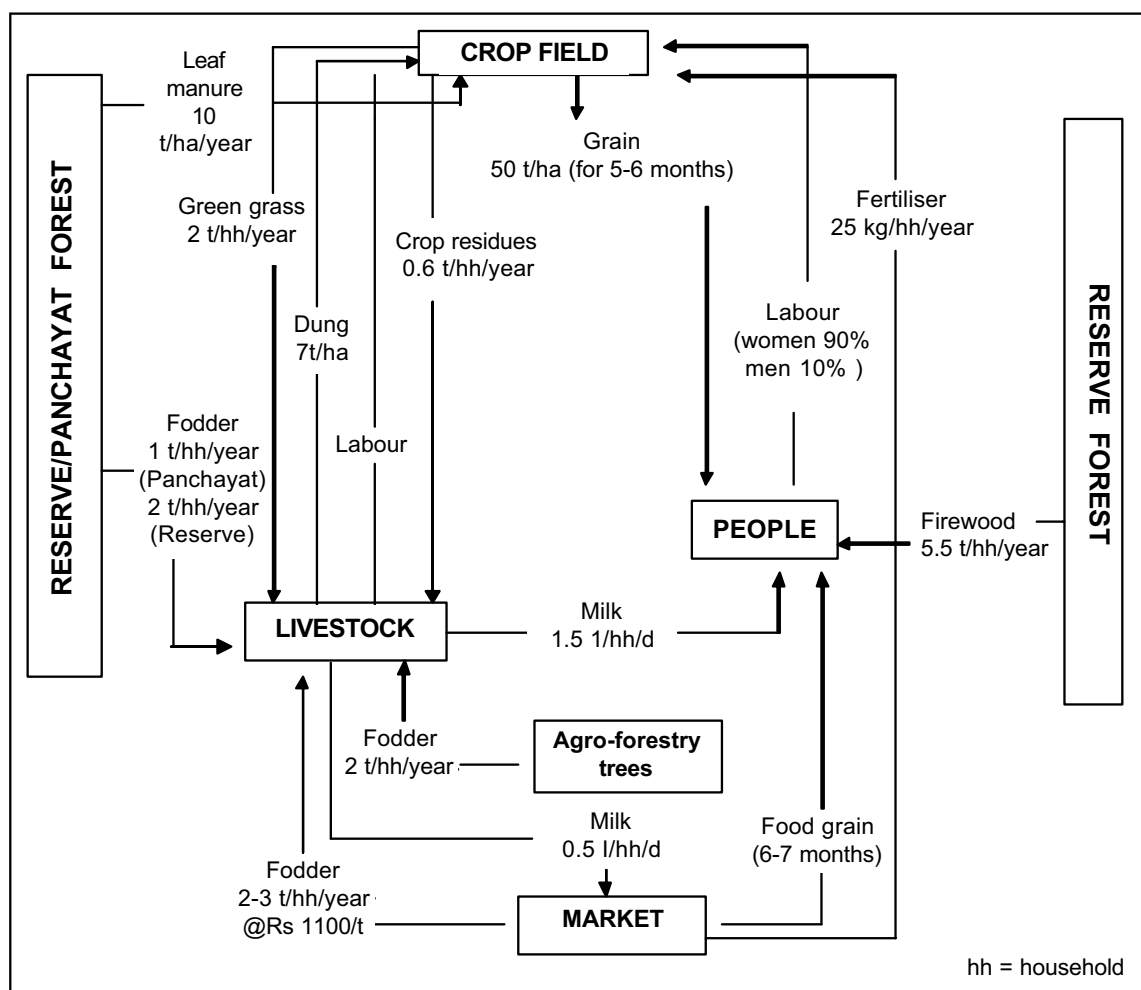 CROP FIELD
Leaf
manure
10
t/ha/year
Grain
50 t/ha (for 5-6 months)
Green grass
2 t/hh/year
Crop residues
0.6 t/hh/year
Fertiliser
25 kg/hh/year
Dung
7t/ha
Labour
(women 90%
men 10% )
RESERVE/PANCHAYAT FOREST
RESERVE FOREST
Fodder
1 t/hh/year
(Panchayat)
2 t/hh/year
(Reserve)
Labour
PEOPLE
Firewood
5.5 t/hh/year
LIVESTOCK
Milk
1.5 1/hh/d
Fodder
2 t/hh/year
Agro-forestry
trees
Milk
0.5 l/hh/d
Food grain
(6-7 months)
Fodder
2-3 t/hh/year
@Rs 1100/t
MARKET
hh = household